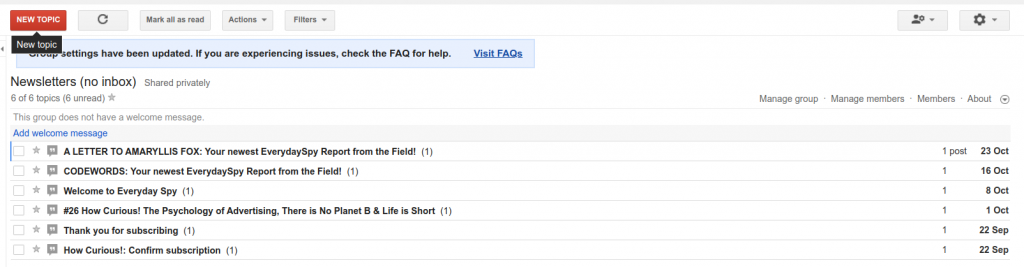 NEW TOPIC Mark all as read Actions Filters
New topic
Group settings have been updated. If you are experiencing issues, check the FAQ for help. Visit FAQs
Newsletters (no inbox) Shared privately
6 of 6 topics (6 unread)
Manage group · Manage members · Members · About
This group does not have a welcome message.
Add welcome message
A LETTER TO AMARYLLIS FOX: Your newest EverydaySpy Report from the Field! (1) 1 post 23 Oct
CODEWORDS: Your newest EverydaySpy Report from the Field! (1) 1 16 Oct
Welcome to Everyday Spy (1) 1 8 Oct
#26 How Curious! The Psychology of Advertising, There is No Planet B & Life is Short (1) 1 1 Oct
Thank you for subscribing (1) 1 22 Sep
How Curious!: Confirm subscription (1) 1 22 Sep